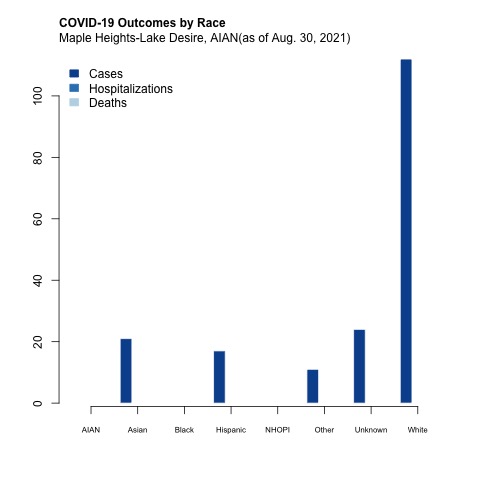 COVID-19 Outcomes by Race
Maple Heights-Lake Desire, AIAN(as of Aug. 30, 2021)
Cases
Hospitalizations
Deaths
100
80
60
40
20
0
AIAN Asian Black Hispanic NHOPI Other Unknown White